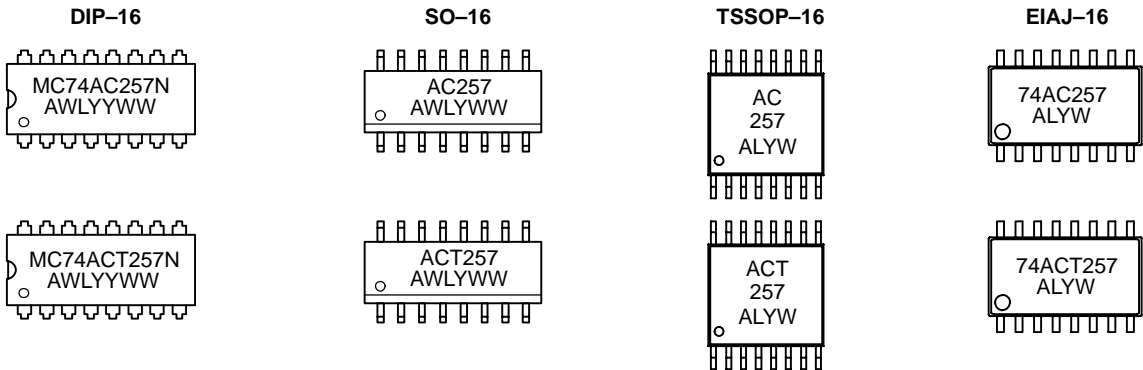 DIP–16
SO–16
TSSOP–16
EIAJ–16
MC74AC257N
AWLYYWW
AC257
AWLYWW
AC
257
ALYW
74AC257
ALYW
MC74ACT257N
AWLYYWW
ACT257
AWLYWW
ACT
257
ALYW
74ACT257
ALYW